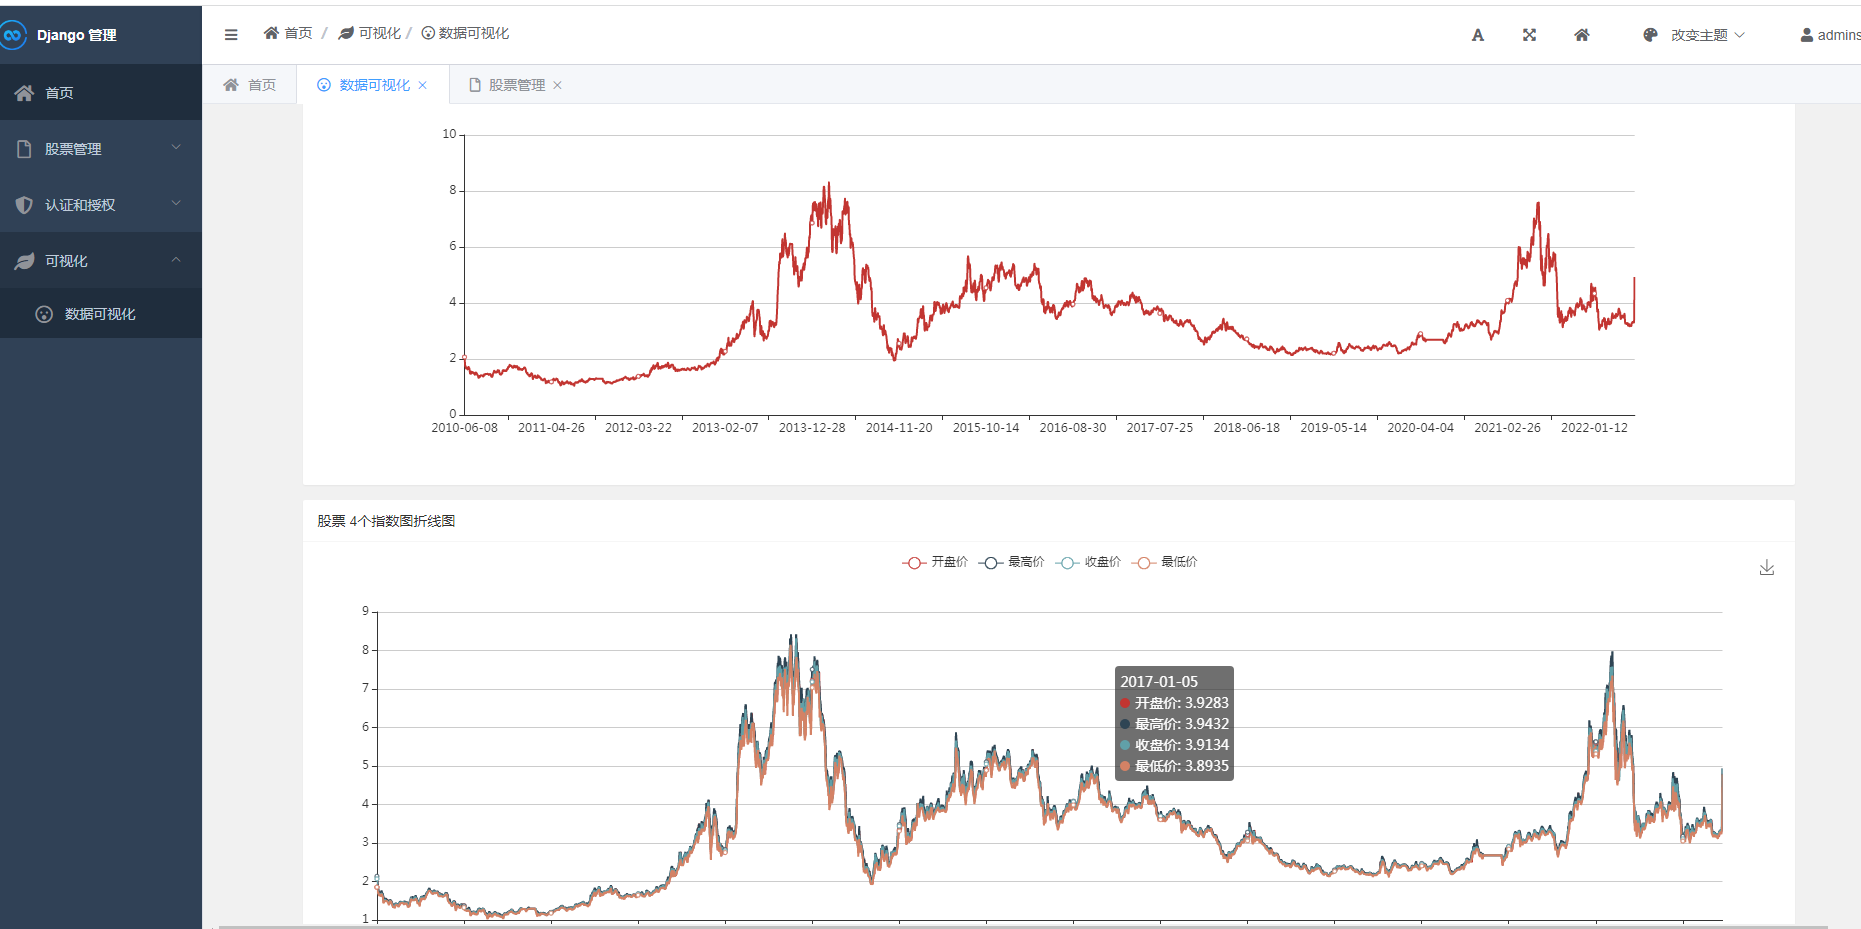 Django 管理
首页 / 可视化 / 数据可视化
改变主题
admins
首页
数据可视化
股票管理
首页
股票管理
认证和授权
可视化
数据可视化
10
8
6
4
2
0
2010-06-08 2011-04-26 2012-03-22 2013-02-07 2013-12-28 2014-11-20 2015-10-14 2016-08-30 2017-07-25 2018-06-18 2019-05-14 2020-04-04 2021-02-26 2022-01-12
股票 4个指数图折线图
开盘价 最高价 收盘价 最低价
9
8
7
6
5
4
3
2
1
2017-01-05
开盘价: 3.9283
最高价: 3.9432
收盘价: 3.9134
最低价: 3.8935